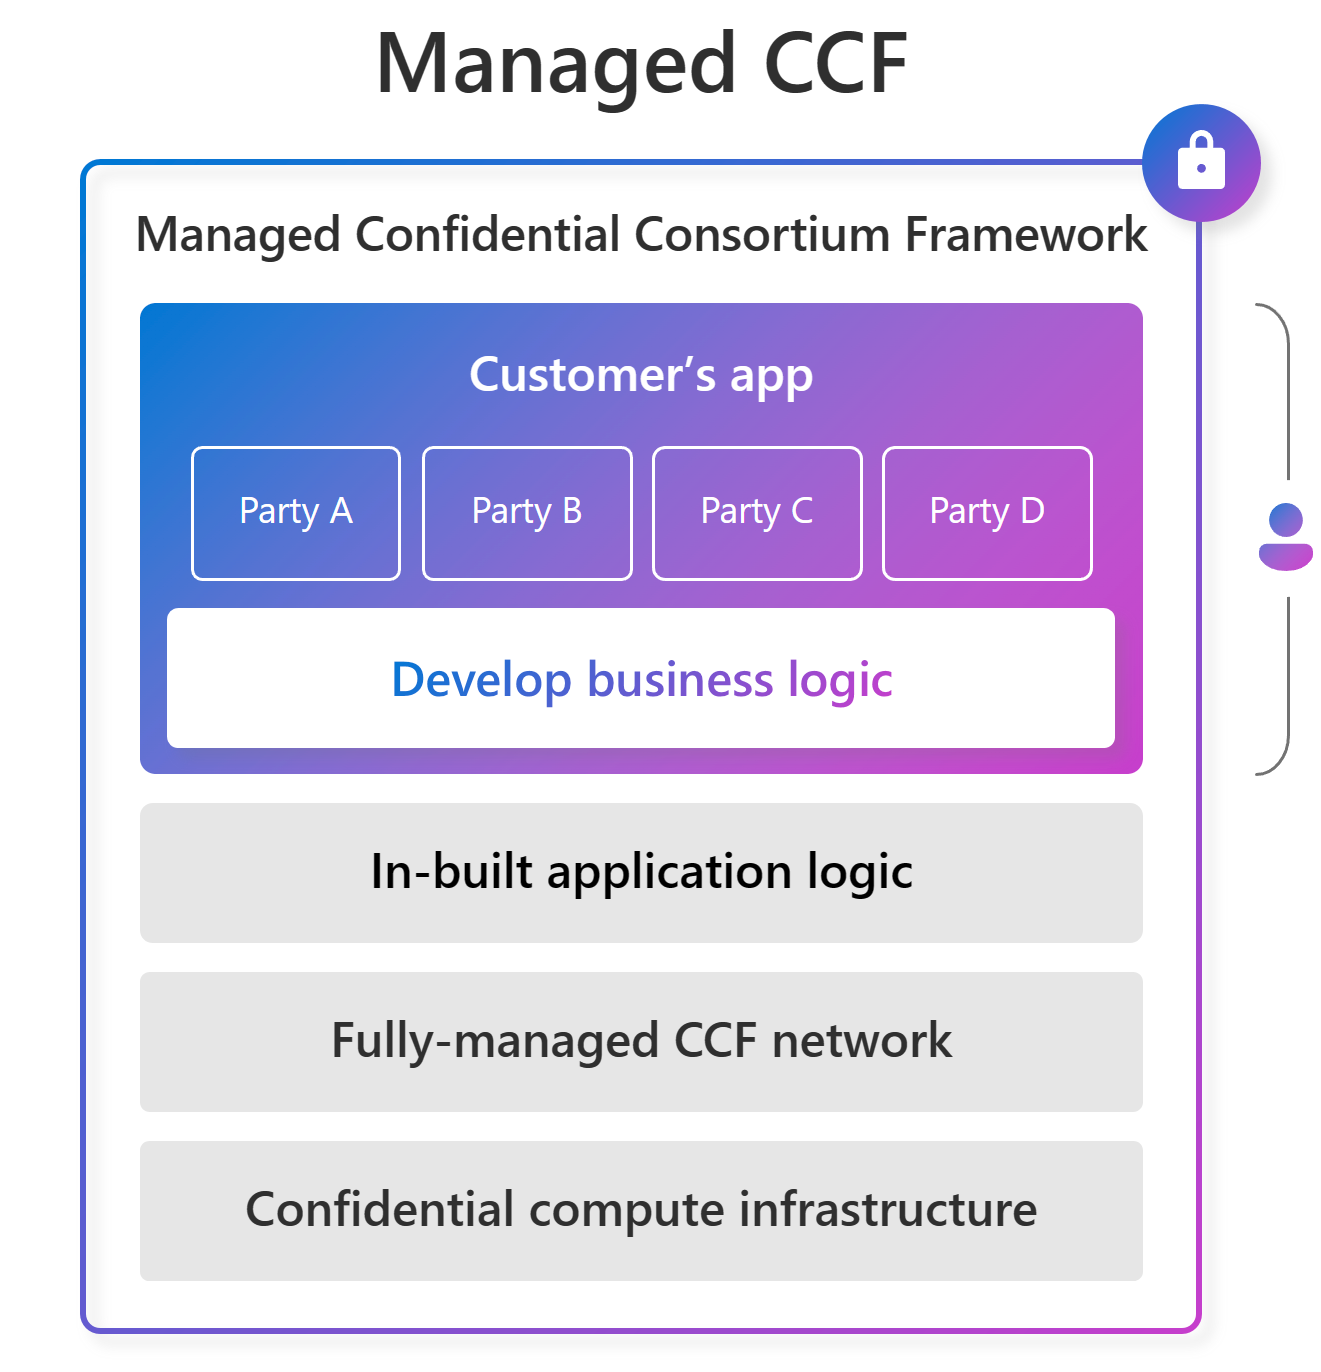 Managed CCF
Managed Confidential Consortium Framework
Customer’s app
Party A
Party B
Party C
Party D
Develop business logic
In-built application logic
Fully-managed CCF network
Confidential compute infrastructure